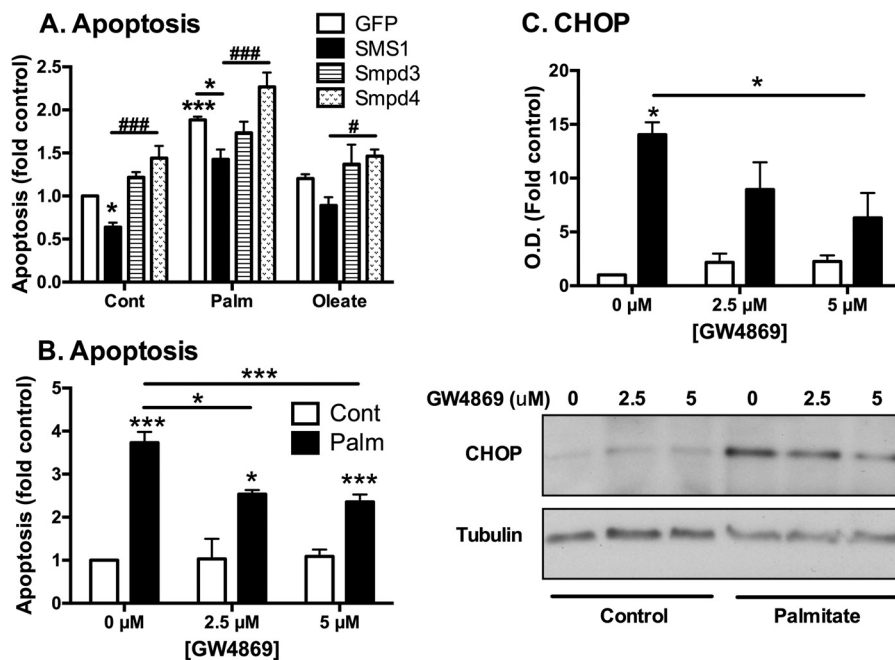 A. Apoptosis
GFP
SMS1
Smpd3
Smpd4
Apoptosis (fold control)
2.5
2.0
1.5
1.0
0.5
0.0
###
*
***
*
###
#
Cont Palm Oleate
B. Apoptosis
Apoptosis (fold control)
5
4
3
2
1
0
***
*
***
*
***
Cont
Palm
0 µM 2.5 µM 5 µM
[GW4869]
C. CHOP
O.D. (Fold control)
20
15
10
5
0
*
*
0 µM 2.5 µM 5 µM
[GW4869]
GW4869 (uM) 0 2.5 5 0 2.5 5
CHOP
Tubulin
Control Palmitate